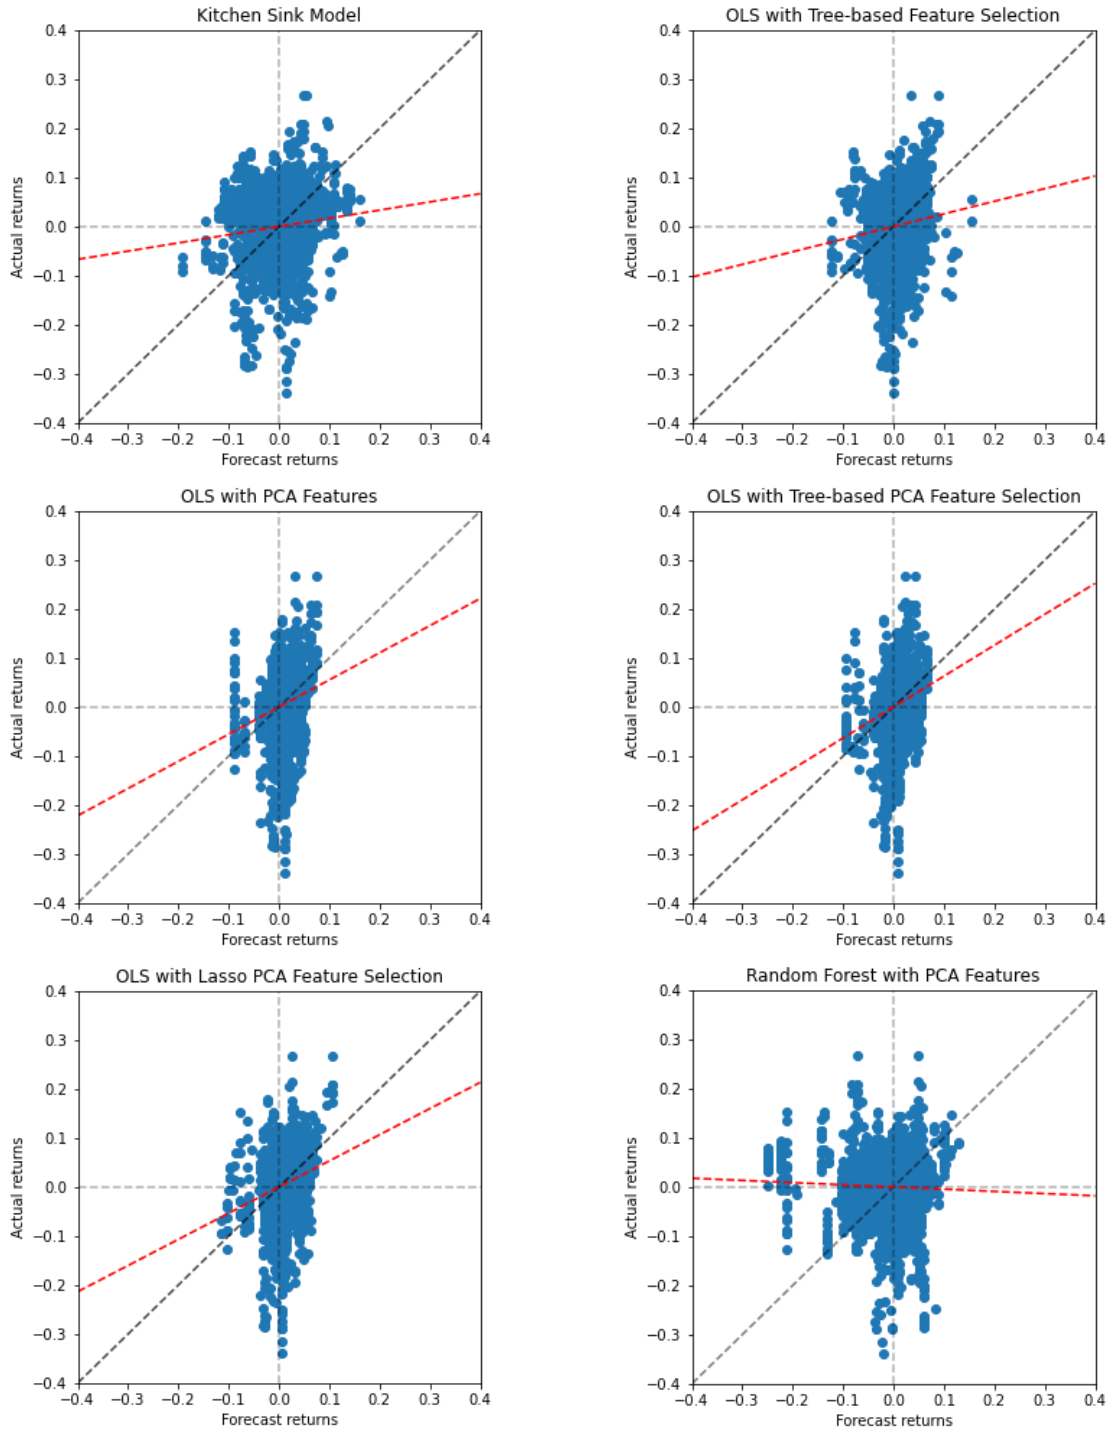 Kitchen Sink Model
0.4
0.3
0.2
0.1
0.0
−0.1
−0.2
−0.3
−0.4
Actual returns
−0.4 −0.3 −0.2 −0.1 0.0 0.1 0.2 0.3 0.4
Forecast returns
OLS with Tree-based Feature Selection
0.4
0.3
0.2
0.1
0.0
−0.1
−0.2
−0.3
−0.4
Actual returns
−0.4 −0.3 −0.2 −0.1 0.0 0.1 0.2 0.3 0.4
Forecast returns
OLS with PCA Features
0.4
0.3
0.2
0.1
0.0
−0.1
−0.2
−0.3
−0.4
Actual returns
−0.4 −0.3 −0.2 −0.1 0.0 0.1 0.2 0.3 0.4
Forecast returns
OLS with Tree-based PCA Feature Selection
0.4
0.3
0.2
0.1
0.0
−0.1
−0.2
−0.3
−0.4
Actual returns
−0.4 −0.3 −0.2 −0.1 0.0 0.1 0.2 0.3 0.4
Forecast returns
OLS with Lasso PCA Feature Selection
0.4
0.3
0.2
0.1
0.0
−0.1
−0.2
−0.3
−0.4
Actual returns
−0.4 −0.3 −0.2 −0.1 0.0 0.1 0.2 0.3 0.4
Forecast returns
Random Forest with PCA Features
0.4
0.3
0.2
0.1
0.0
−0.1
−0.2
−0.3
−0.4
Actual returns
−0.4 −0.3 −0.2 −0.1 0.0 0.1 0.2 0.3 0.4
Forecast returns